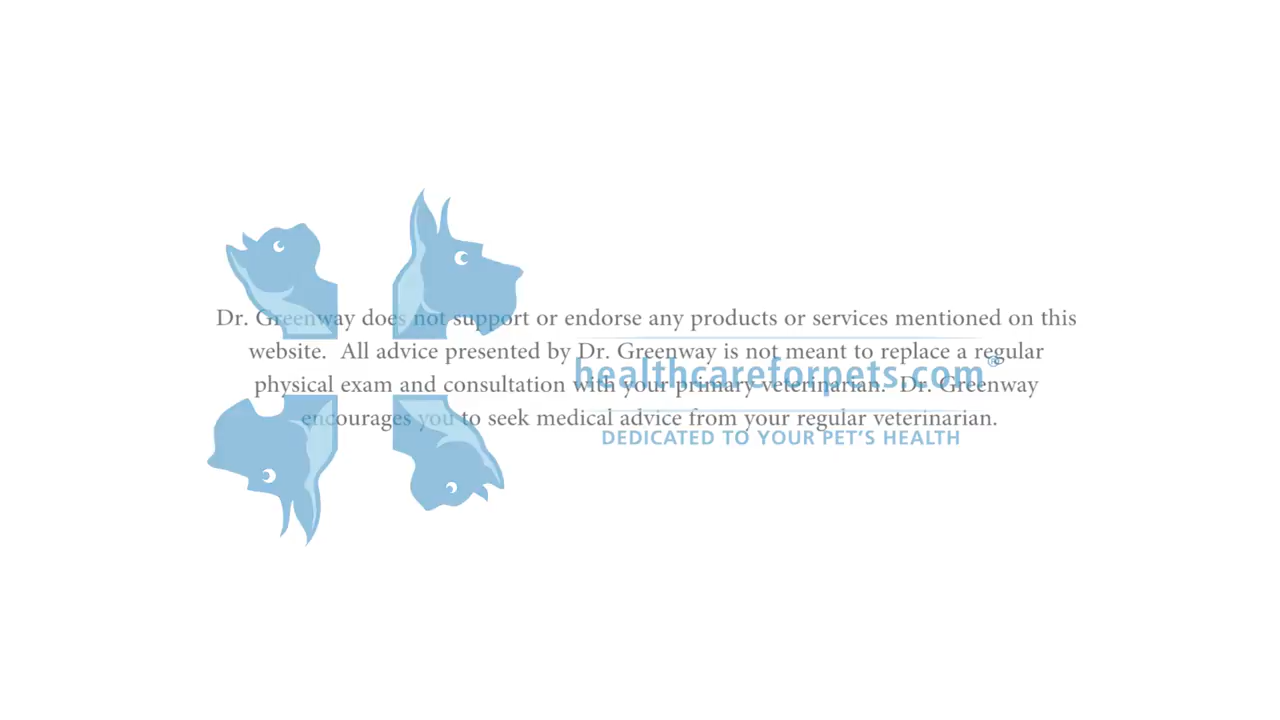 Dr. Greenway does not support or endorse any products or services mentioned on this
website.  All advice presented by Dr. Greenway is not meant to replace a regular
healthcareforpets.com®
physical exam and consultation with your primary veterinarian.  Dr. Greenway
encourages you to seek medical advice from your regular veterinarian.
DEDICATED TO YOUR PET'S HEALTH